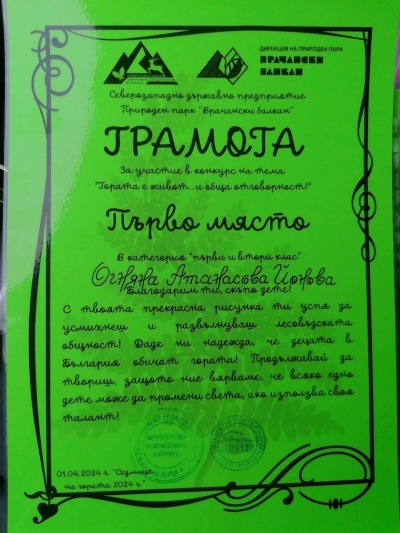 ДИРЕКЦИЯ НА ПРИРОДЕН ПАРК
ВРАЧАНСКИ
БАЛКАН
Северозападно държавно предприятие
Природен парк "Врачански балкан"
ГРАМОТА
За участие в конкурс на тема
"Гората е живот...и обща отговорност!"
Първо място
В категория "първи и втори клас"
Огняна Атанасова Йонова
Благодарим ти, скъпо дете!
С твоята прекрасна рисунка ти успя да
усмихнеш и развълнуваш лесовъдската
общност! Даде ни надежда, че децата в
България обичат гората! Продължавай да
твориш, защото ние вярваме, че всяко едно
дете може да промени света, ако използва своя
талант!
01.04.2024 г. "Седмица
на гората 2024 г."